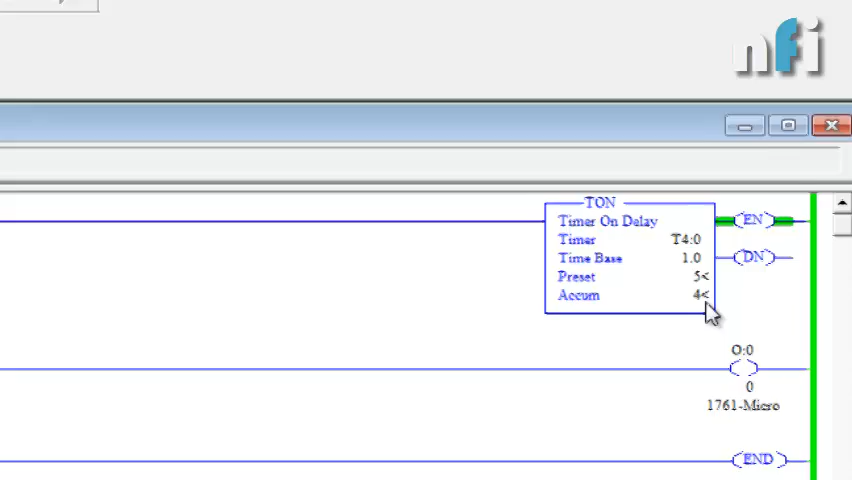 nfi
TON
Timer On Delay
EN
Timer T4:0
Time Base 1.0
DN
Preset 5<
Accum 4<
O:0
0
1761-Micro
END